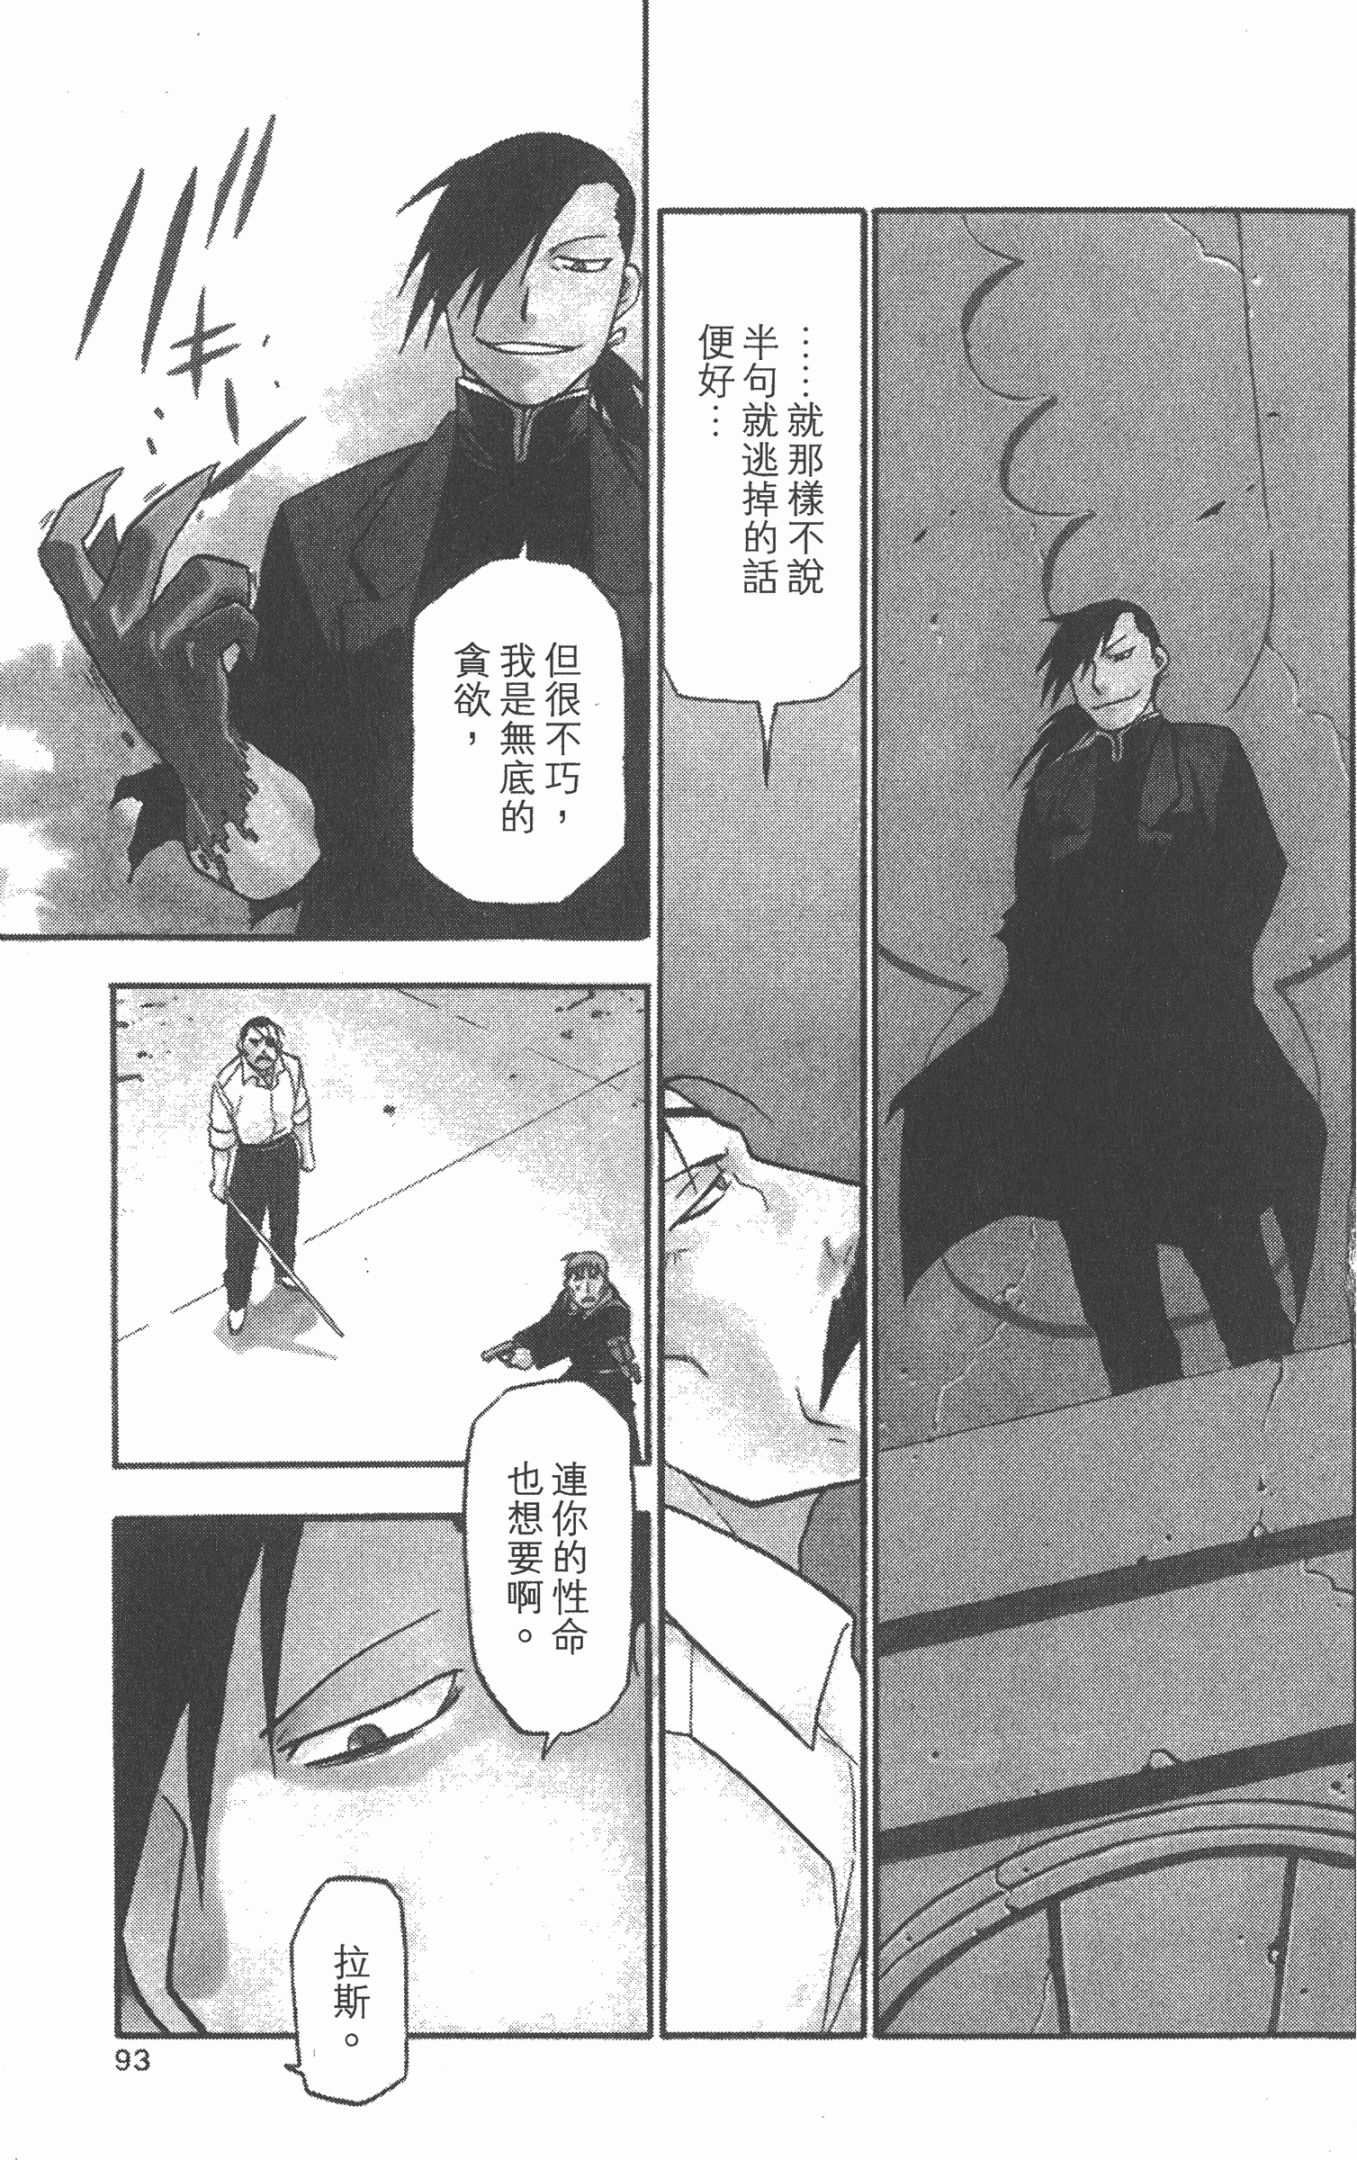 ……就那樣不說
半句就逃掉的話
便好…
但很不巧，
我是無底的
貪欲，
連你的性命
也想要啊。
拉斯。
93